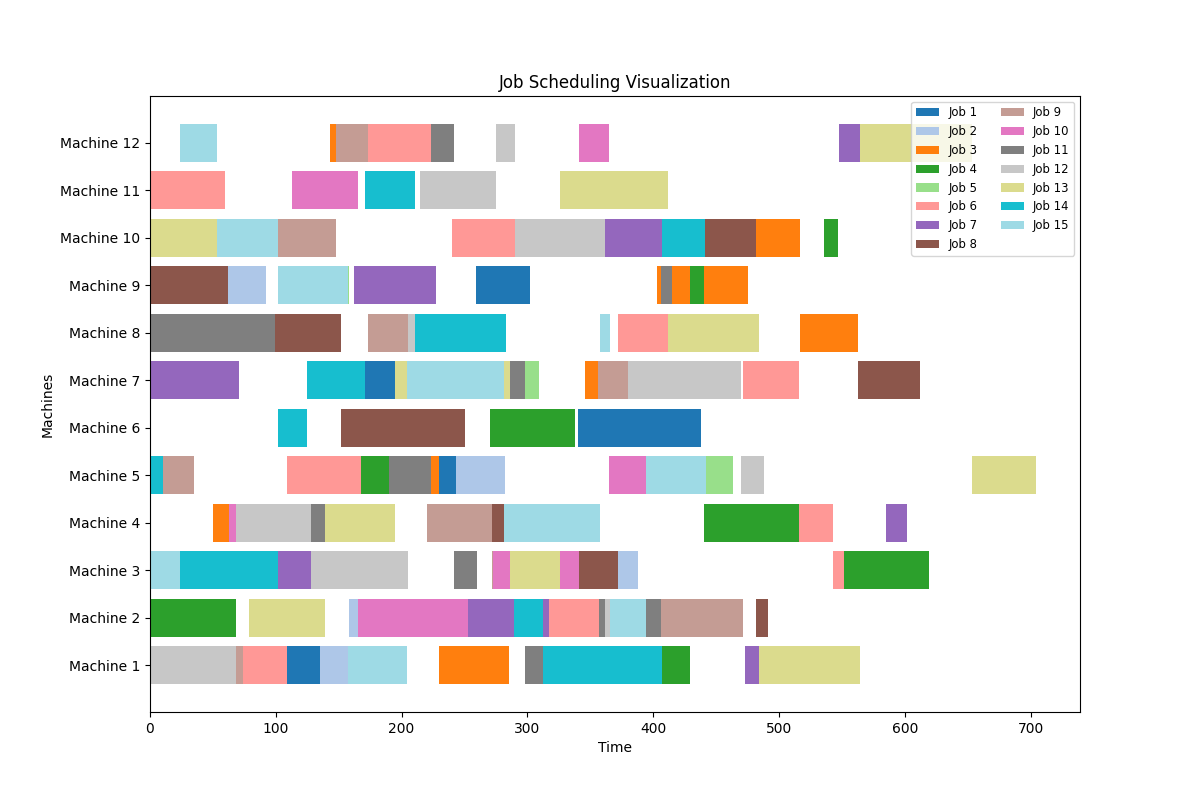 Job Scheduling Visualization
Machine 12
Machine 11
Machine 10
Machine 9
Machine 8
Machine 7
Machine 6
Machine 5
Machine 4
Machine 3
Machine 2
Machine 1
Machines
0 100 200 300 400 500 600 700
Time
Job 1
Job 2
Job 3
Job 4
Job 5
Job 6
Job 7
Job 8
Job 9
Job 10
Job 11
Job 12
Job 13
Job 14
Job 15